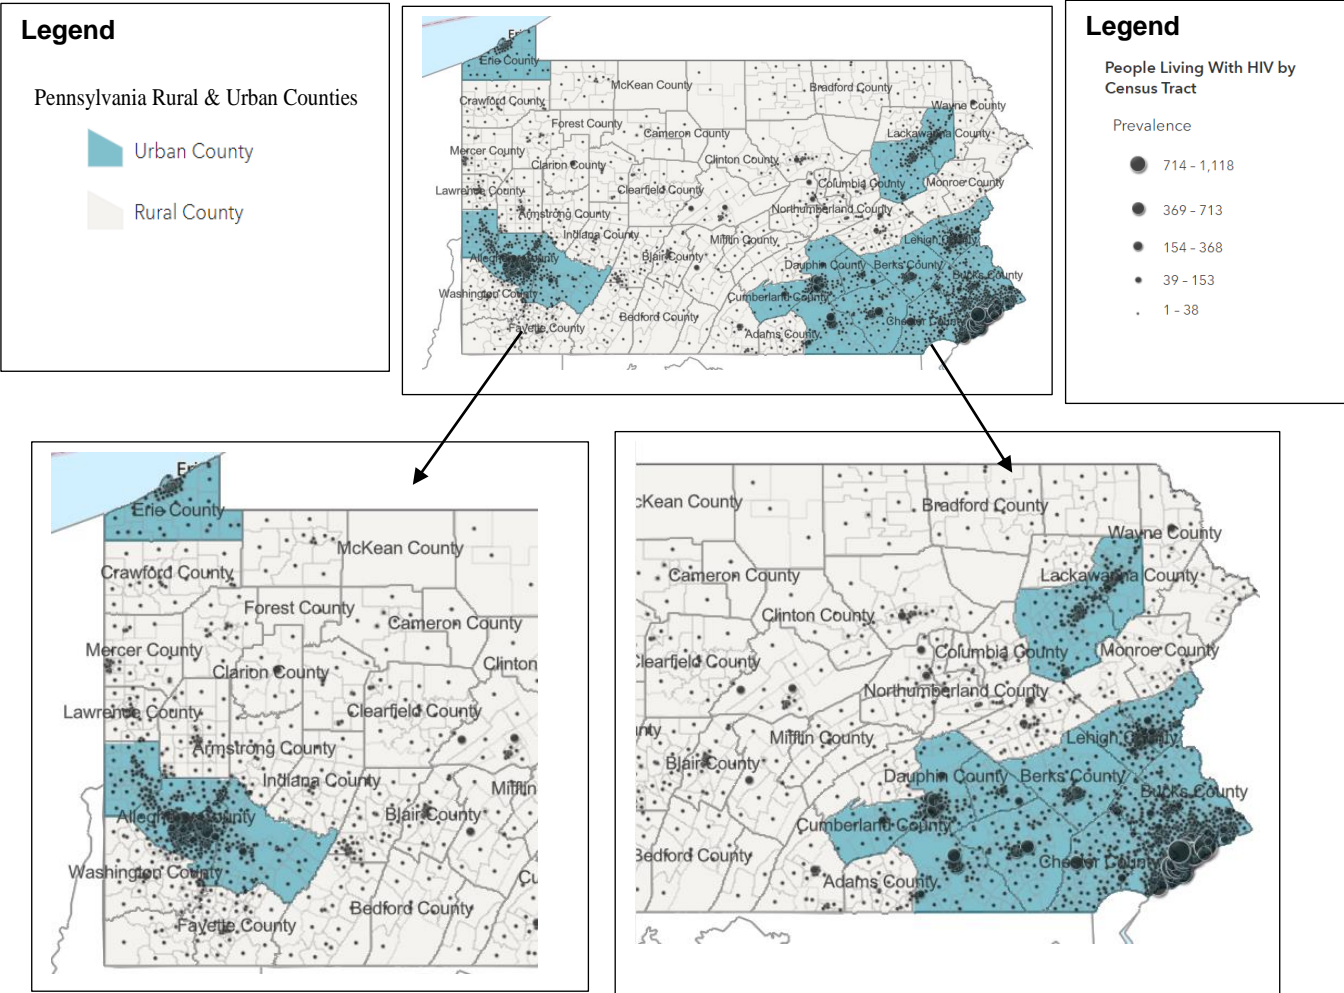 Legend
Pennsylvania Rural & Urban Counties
Urban County
Rural County
Erie County
McKean County
Bradford County
Crawford County
Wayne County
Forest County
Cameron County
Lackawanna County
Mercer County
Clarion County
Clinton County
Columbia County
Monroe County
Lawrence County
Clearfield County
Armstrong County
Northumberland County
Indiana County
Mifflin County
Lehigh County
Allegheny County
Blair County
Dauphin County
Berks County
Bucks County
Washington County
Cumberland County
Bedford County
Fayette County
Adams County
Chester County
Legend
People Living With HIV by
Census Tract
Prevalence
714 - 1,118
369 - 713
154 - 368
39 - 153
1 - 38
Eri
Erie County
McKean County
Crawford County
Forest County
Cameron County
Mercer County
Clarion County
Clinton
Lawrence County
Clearfield County
Armstrong County
Indiana County
Mifflin
Allegheny County
Blair County
Washington County
Cu
Bedford County
Fayette County
cKean County
Bradford County
Wayne County
Cameron County
Lackawanna County
Clinton County
Clearfield County
Columbia County
Monroe County
Northumberland County
nty
Mifflin County
Lehigh County
Blair County
Dauphin County
Berks County
Bucks County
Cumberland County
Bedford County
Chester County
Adams County